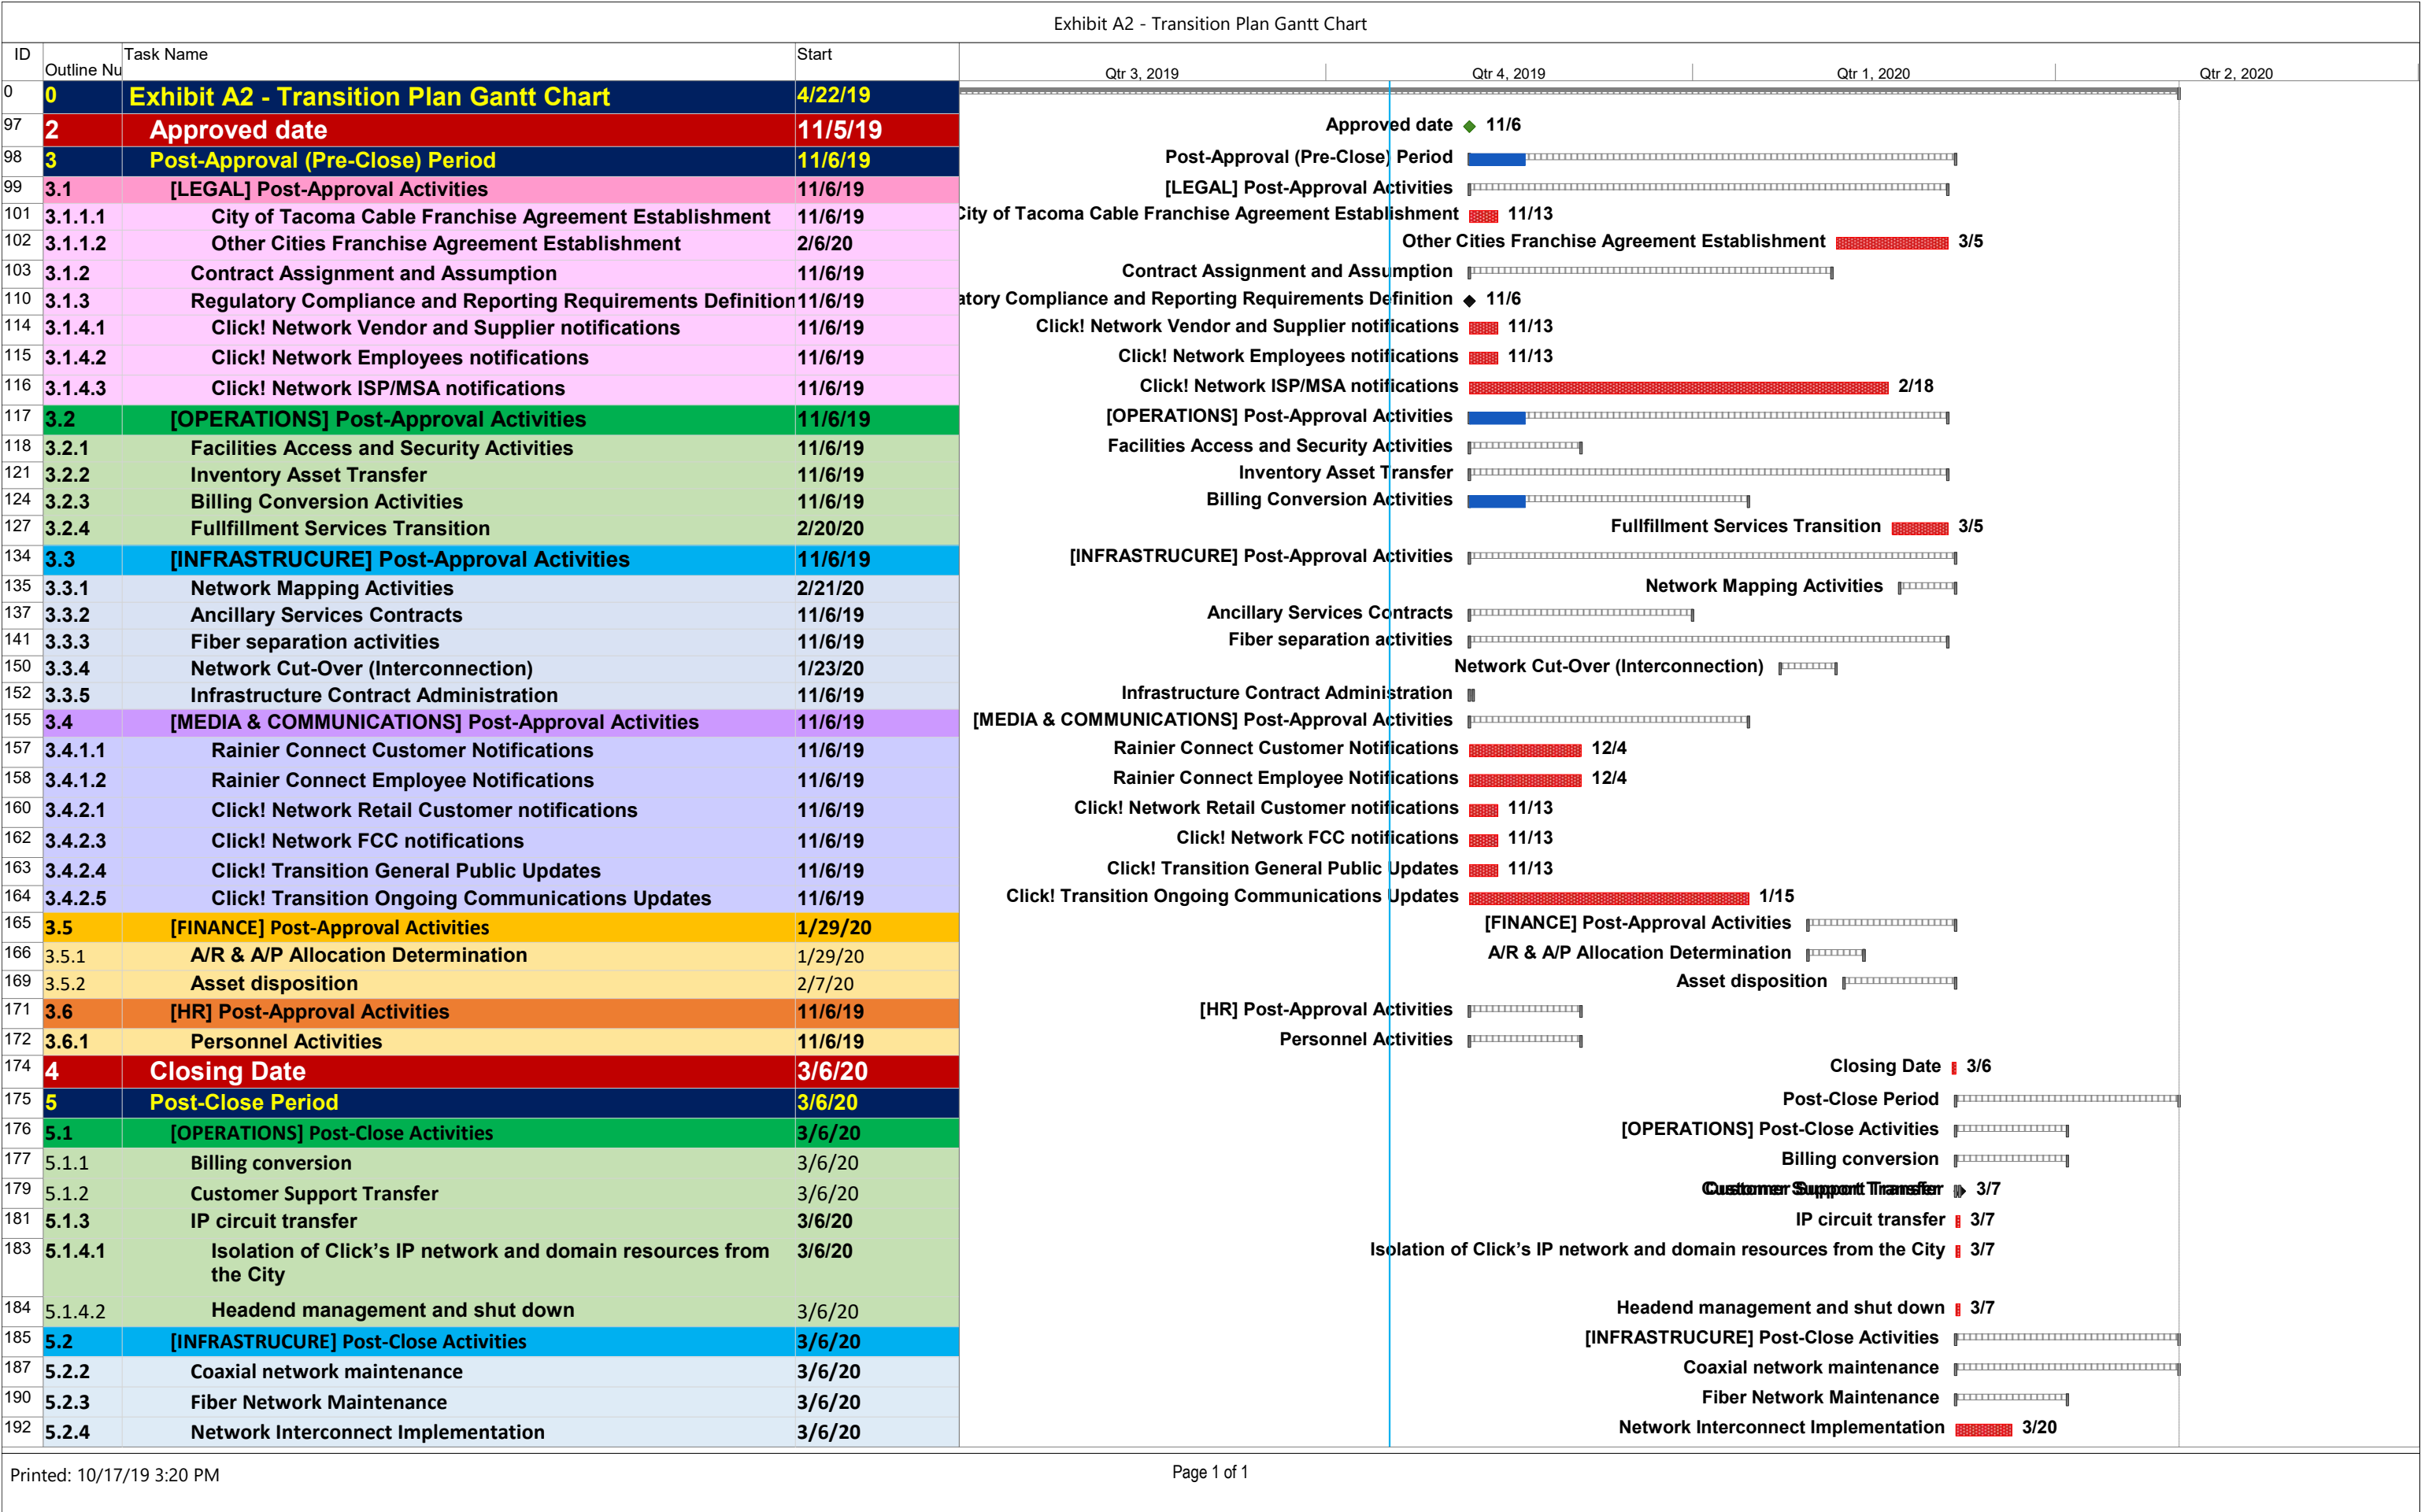 Exhibit A2 - Transition Plan Gantt Chart
ID Outline Nu Task Name Start Qtr 3, 2019 Qtr 4, 2019 Qtr 1, 2020 Qtr 2, 2020
0 0 Exhibit A2 - Transition Plan Gantt Chart 4/22/19
97 2 Approved date 11/5/19 Approved date 11/6
98 3 Post-Approval (Pre-Close) Period 11/6/19 Post-Approval (Pre-Close) Period
99 3.1 [LEGAL] Post-Approval Activities 11/6/19 [LEGAL] Post-Approval Activities
101 3.1.1.1 City of Tacoma Cable Franchise Agreement Establishment 11/6/19 City of Tacoma Cable Franchise Agreement Establishment 11/13
102 3.1.1.2 Other Cities Franchise Agreement Establishment 2/6/20 Other Cities Franchise Agreement Establishment 3/5
103 3.1.2 Contract Assignment and Assumption 11/6/19 Contract Assignment and Assumption
110 3.1.3 Regulatory Compliance and Reporting Requirements Definition 11/6/19 atory Compliance and Reporting Requirements Definition 11/6
114 3.1.4.1 Click! Network Vendor and Supplier notifications 11/6/19 Click! Network Vendor and Supplier notifications 11/13
115 3.1.4.2 Click! Network Employees notifications 11/6/19 Click! Network Employees notifications 11/13
116 3.1.4.3 Click! Network ISP/MSA notifications 11/6/19 Click! Network ISP/MSA notifications 2/18
117 3.2 [OPERATIONS] Post-Approval Activities 11/6/19 [OPERATIONS] Post-Approval Activities
118 3.2.1 Facilities Access and Security Activities 11/6/19 Facilities Access and Security Activities
121 3.2.2 Inventory Asset Transfer 11/6/19 Inventory Asset Transfer
124 3.2.3 Billing Conversion Activities 11/6/19 Billing Conversion Activities
127 3.2.4 Fullfillment Services Transition 2/20/20 Fullfillment Services Transition 3/5
134 3.3 [INFRASTRUCURE] Post-Approval Activities 11/6/19 [INFRASTRUCURE] Post-Approval Activities
135 3.3.1 Network Mapping Activities 2/21/20 Network Mapping Activities
137 3.3.2 Ancillary Services Contracts 11/6/19 Ancillary Services Contracts
141 3.3.3 Fiber separation activities 11/6/19 Fiber separation activities
150 3.3.4 Network Cut-Over (Interconnection) 1/23/20 Network Cut-Over (Interconnection)
152 3.3.5 Infrastructure Contract Administration 11/6/19 Infrastructure Contract Administration
155 3.4 [MEDIA & COMMUNICATIONS] Post-Approval Activities 11/6/19 [MEDIA & COMMUNICATIONS] Post-Approval Activities
157 3.4.1.1 Rainier Connect Customer Notifications 11/6/19 Rainier Connect Customer Notifications 12/4
158 3.4.1.2 Rainier Connect Employee Notifications 11/6/19 Rainier Connect Employee Notifications 12/4
160 3.4.2.1 Click! Network Retail Customer notifications 11/6/19 Click! Network Retail Customer notifications 11/13
162 3.4.2.3 Click! Network FCC notifications 11/6/19 Click! Network FCC notifications 11/13
163 3.4.2.4 Click! Transition General Public Updates 11/6/19 Click! Transition General Public Updates 11/13
164 3.4.2.5 Click! Transition Ongoing Communications Updates 11/6/19 Click! Transition Ongoing Communications Updates 1/15
165 3.5 [FINANCE] Post-Approval Activities 1/29/20 [FINANCE] Post-Approval Activities
166 3.5.1 A/R & A/P Allocation Determination 1/29/20 A/R & A/P Allocation Determination
169 3.5.2 Asset disposition 2/7/20 Asset disposition
171 3.6 [HR] Post-Approval Activities 11/6/19 [HR] Post-Approval Activities
172 3.6.1 Personnel Activities 11/6/19 Personnel Activities
174 4 Closing Date 3/6/20 Closing Date 3/6
175 5 Post-Close Period 3/6/20 Post-Close Period
176 5.1 [OPERATIONS] Post-Close Activities 3/6/20 [OPERATIONS] Post-Close Activities
177 5.1.1 Billing conversion 3/6/20 Billing conversion
179 5.1.2 Customer Support Transfer 3/6/20 Customer Support Transfer 3/7
181 5.1.3 IP circuit transfer 3/6/20 IP circuit transfer 3/7
183 5.1.4.1 Isolation of Click’s IP network and domain resources from 3/6/20 Isolation of Click’s IP network and domain resources from the City 3/7
the City
184 5.1.4.2 Headend management and shut down 3/6/20 Headend management and shut down 3/7
185 5.2 [INFRASTRUCURE] Post-Close Activities 3/6/20 [INFRASTRUCURE] Post-Close Activities
187 5.2.2 Coaxial network maintenance 3/6/20 Coaxial network maintenance
190 5.2.3 Fiber Network Maintenance 3/6/20 Fiber Network Maintenance
192 5.2.4 Network Interconnect Implementation 3/6/20 Network Interconnect Implementation 3/20
Printed: 10/17/19 3:20 PM Page 1 of 1